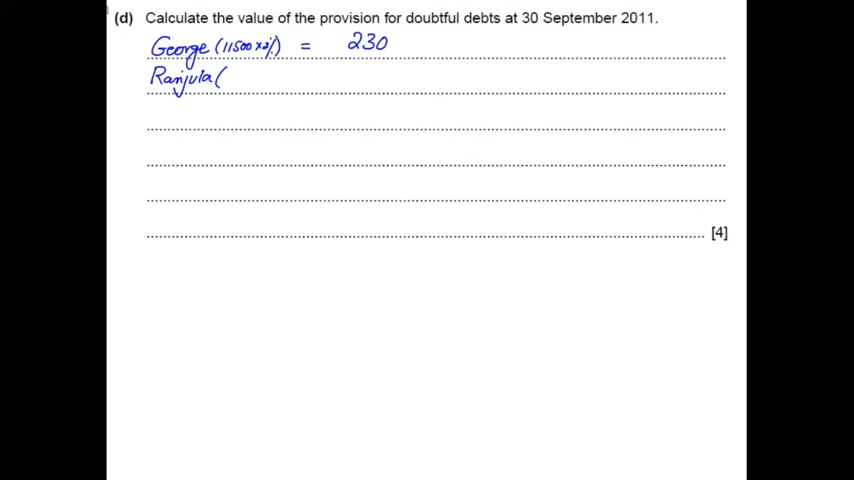 (d) Calculate the value of the provision for doubtful debts at 30 September 2011.
George (11500 x 2%) = 230
Ranjula (
[4]